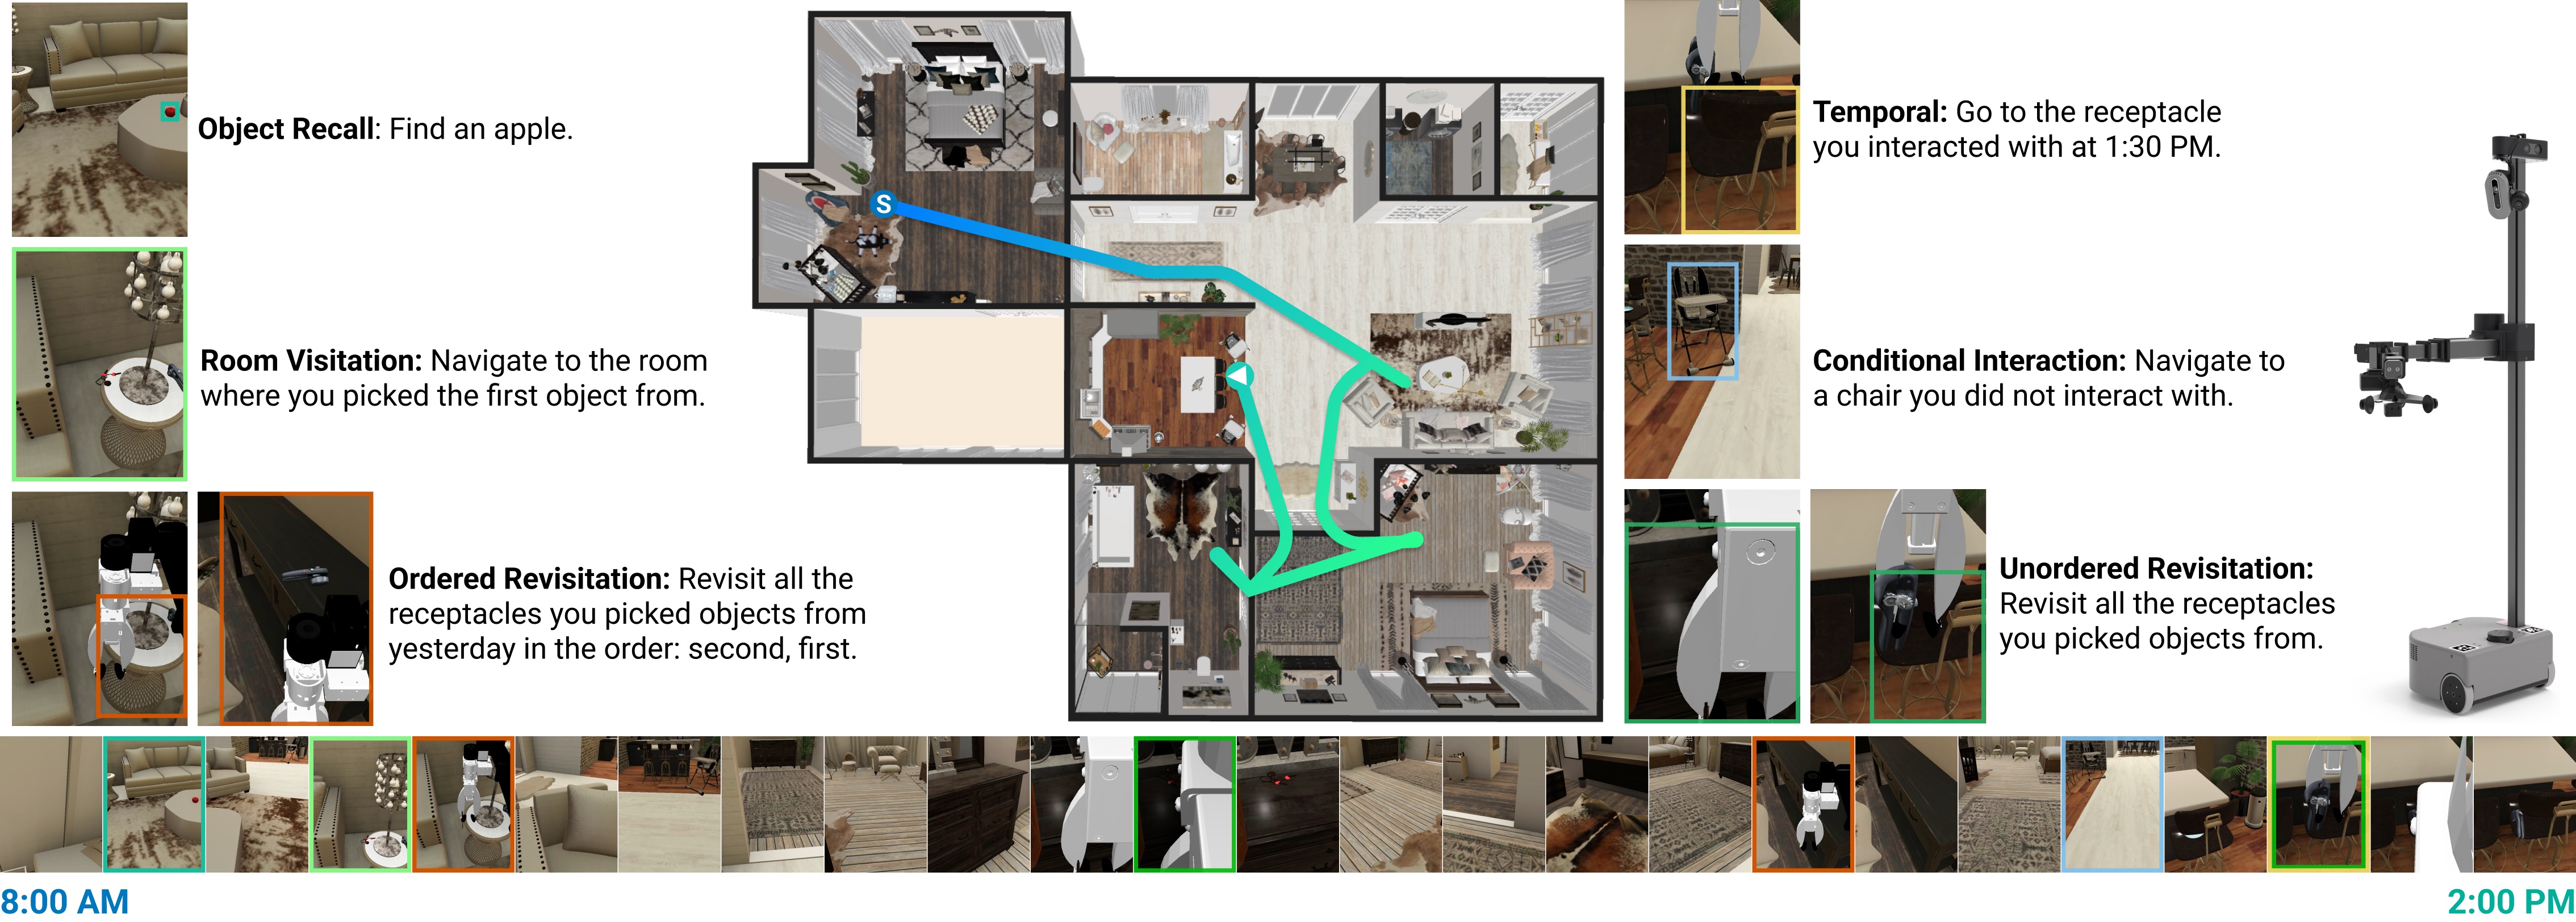 Object Recall: Find an apple.
Room Visitation: Navigate to the room
where you picked the first object from.
Ordered Revisitation: Revisit all the
receptacles you picked objects from
yesterday in the order: second, first.
S
Temporal: Go to the receptacle
you interacted with at 1:30 PM.
Conditional Interaction: Navigate to
a chair you did not interact with.
Unordered Revisitation:
Revisit all the receptacles
you picked objects from.
8:00 AM
2:00 PM